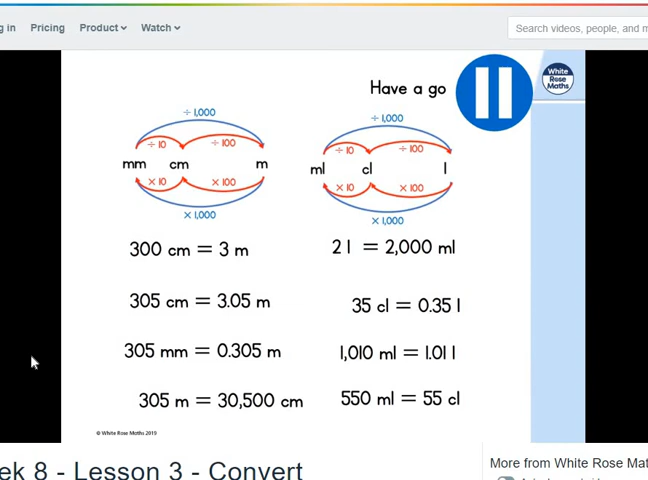 g in Pricing Product Watch Search videos, people, and m
Have a go
White
Rose
Maths
÷ 1,000
÷ 10 ÷ 100
mm cm m
× 10 × 100
× 1,000
÷ 1,000
÷ 10 ÷ 100
ml cl l
× 10 × 100
× 1,000
300 cm = 3 m
305 cm = 3.05 m
305 mm = 0.305 m
305 m = 30,500 cm
2 l = 2,000 ml
35 cl = 0.35 l
1,010 ml = 1.01 l
550 ml = 55 cl
© White Rose Maths 2019
ek 8 - Lesson 3 - Convert
More from White Rose Mat